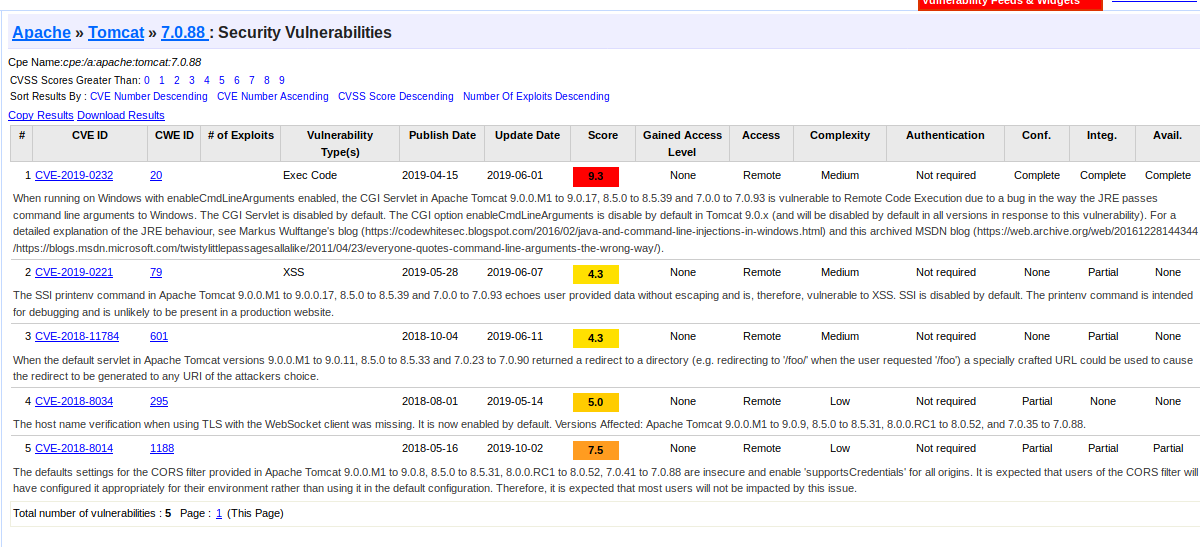 Vulnerability Feeds & Widgets
Apache » Tomcat » 7.0.88 : Security Vulnerabilities
Cpe Name:cpe:/a:apache:tomcat:7.0.88
CVSS Scores Greater Than: 0 1 2 3 4 5 6 7 8 9
Sort Results By : CVE Number Descending CVE Number Ascending CVSS Score Descending Number Of Exploits Descending
Copy Results Download Results
# CVE ID CWE ID # of Exploits Vulnerability Publish Date Update Date Score Gained Access Access Complexity Authentication Conf. Integ. Avail.
Type(s) Level
1 CVE-2019-0232 20 Exec Code 2019-04-15 2019-06-01 9.3 None Remote Medium Not required Complete Complete Complete
When running on Windows with enableCmdLineArguments enabled, the CGI Servlet in Apache Tomcat 9.0.0.M1 to 9.0.17, 8.5.0 to 8.5.39 and 7.0.0 to 7.0.93 is vulnerable to Remote Code Execution due to a bug in the way the JRE passes
command line arguments to Windows. The CGI Servlet is disabled by default. The CGI option enableCmdLineArguments is disable by default in Tomcat 9.0.x (and will be disabled by default in all versions in response to this vulnerability). For a
detailed explanation of the JRE behaviour, see Markus Wulftange's blog (https://codewhitesec.blogspot.com/2016/02/java-and-command-line-injections-in-windows.html) and this archived MSDN blog (https://web.archive.org/web/20161228144344
/https://blogs.msdn.microsoft.com/twistylittlepassagesallalike/2011/04/23/everyone-quotes-command-line-arguments-the-wrong-way/).
2 CVE-2019-0221 79 XSS 2019-05-28 2019-06-07 4.3 None Remote Medium Not required None Partial None
The SSI printenv command in Apache Tomcat 9.0.0.M1 to 9.0.0.17, 8.5.0 to 8.5.39 and 7.0.0 to 7.0.93 echoes user provided data without escaping and is, therefore, vulnerable to XSS. SSI is disabled by default. The printenv command is intended
for debugging and is unlikely to be present in a production website.
3 CVE-2018-11784 601 2018-10-04 2019-06-11 4.3 None Remote Medium Not required None Partial None
When the default servlet in Apache Tomcat versions 9.0.0.M1 to 9.0.11, 8.5.0 to 8.5.33 and 7.0.23 to 7.0.90 returned a redirect to a directory (e.g. redirecting to '/foo/' when the user requested '/foo') a specially crafted URL could be used to cause
the redirect to be generated to any URI of the attackers choice.
4 CVE-2018-8034 295 2018-08-01 2019-05-14 5.0 None Remote Low Not required Partial None None
The host name verification when using TLS with the WebSocket client was missing. It is now enabled by default. Versions Affected: Apache Tomcat 9.0.0.M1 to 9.0.9, 8.5.0 to 8.5.31, 8.0.0.RC1 to 8.0.52, and 7.0.35 to 7.0.88.
5 CVE-2018-8014 1188 2018-05-16 2019-10-02 7.5 None Remote Low Not required Partial Partial Partial
The defaults settings for the CORS filter provided in Apache Tomcat 9.0.0.M1 to 9.0.8, 8.5.0 to 8.5.31, 8.0.0.RC1 to 8.0.52, 7.0.41 to 7.0.88 are insecure and enable 'supportsCredentials' for all origins. It is expected that users of the CORS filter will
have configured it appropriately for their environment rather than using it in the default configuration. Therefore, it is expected that most users will not be impacted by this issue.
Total number of vulnerabilities : 5 Page : 1 (This Page)